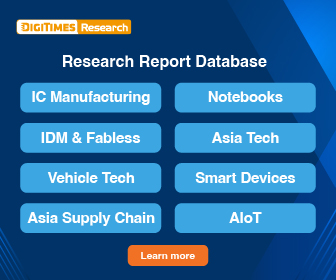 DIGITIMES Research
Research Report Database
IC Manufacturing
Notebooks
IDM & Fabless
Asia Tech
Vehicle Tech
Smart Devices
Asia Supply Chain
AIoT
Learn more